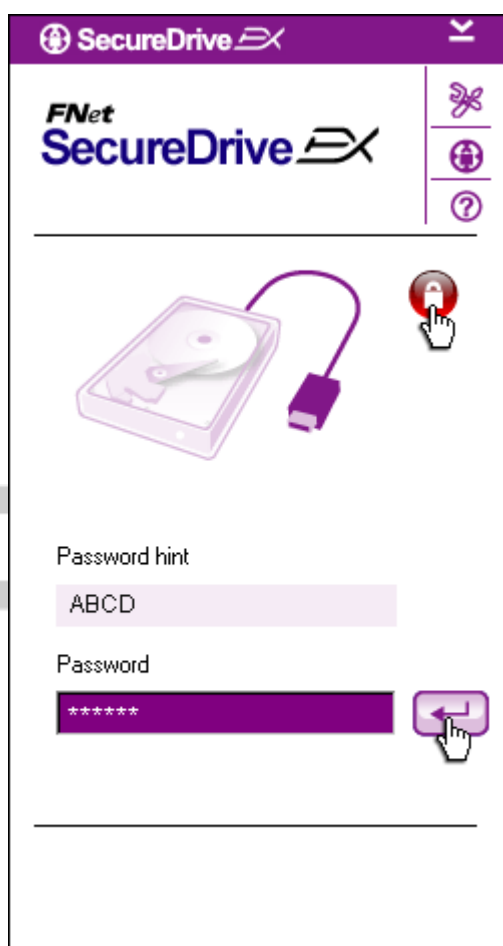 SecureDrive EX
FNet
SecureDrive EX
Password hint
ABCD
Password
******